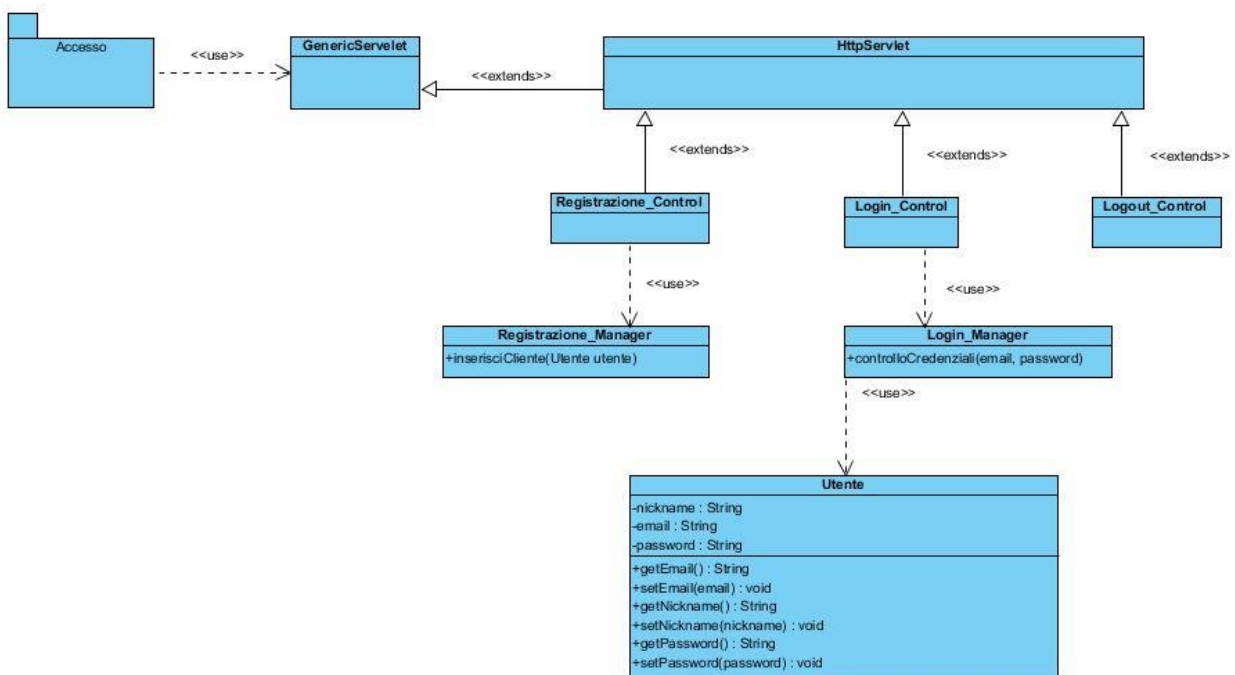 Accesso
<<use>>
GenericServelet
<<extends>>
HttpServlet
<<extends>>
<<extends>>
<<extends>>
Registrazione_Control
Login_Control
Logout_Control
<<use>>
<<use>>
Registrazione_Manager
+inserisciCliente(Utente utente)
Login_Manager
+controlloCredenziali(email, password)
<<use>>
Utente
-nickname : String
-email : String
-password : String
+getEmail() : String
+setEmail(email) : void
+getNickname() : String
+setNickname(nickname) : void
+getPassword() : String
+setPassword(password) : void